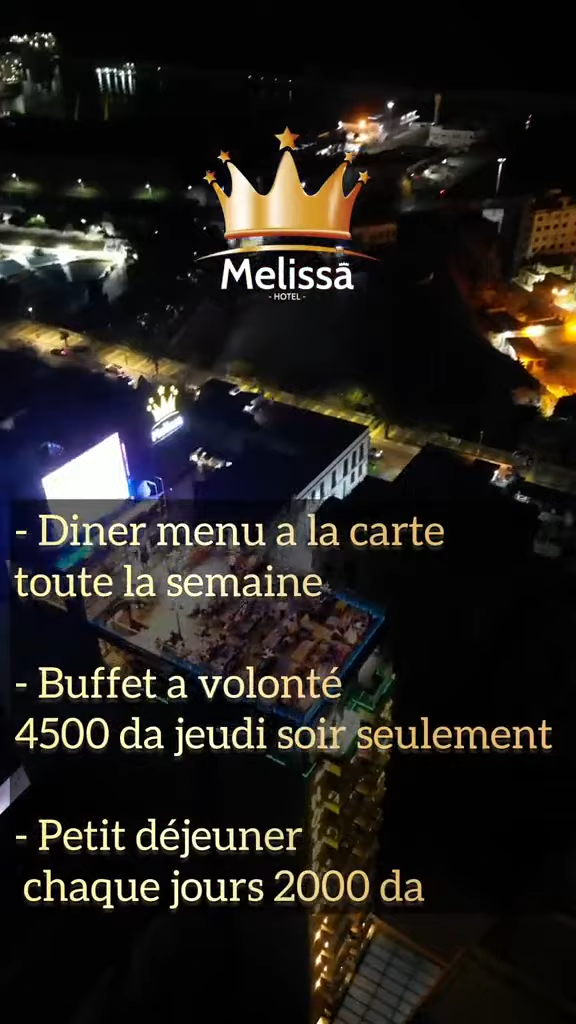 Melissã
- HOTEL -
- Diner menu a la carte
toute la semaine
- Buffet a volonté
4500 da jeudi soir seulement
- Petit déjeuner
chaque jours 2000 da